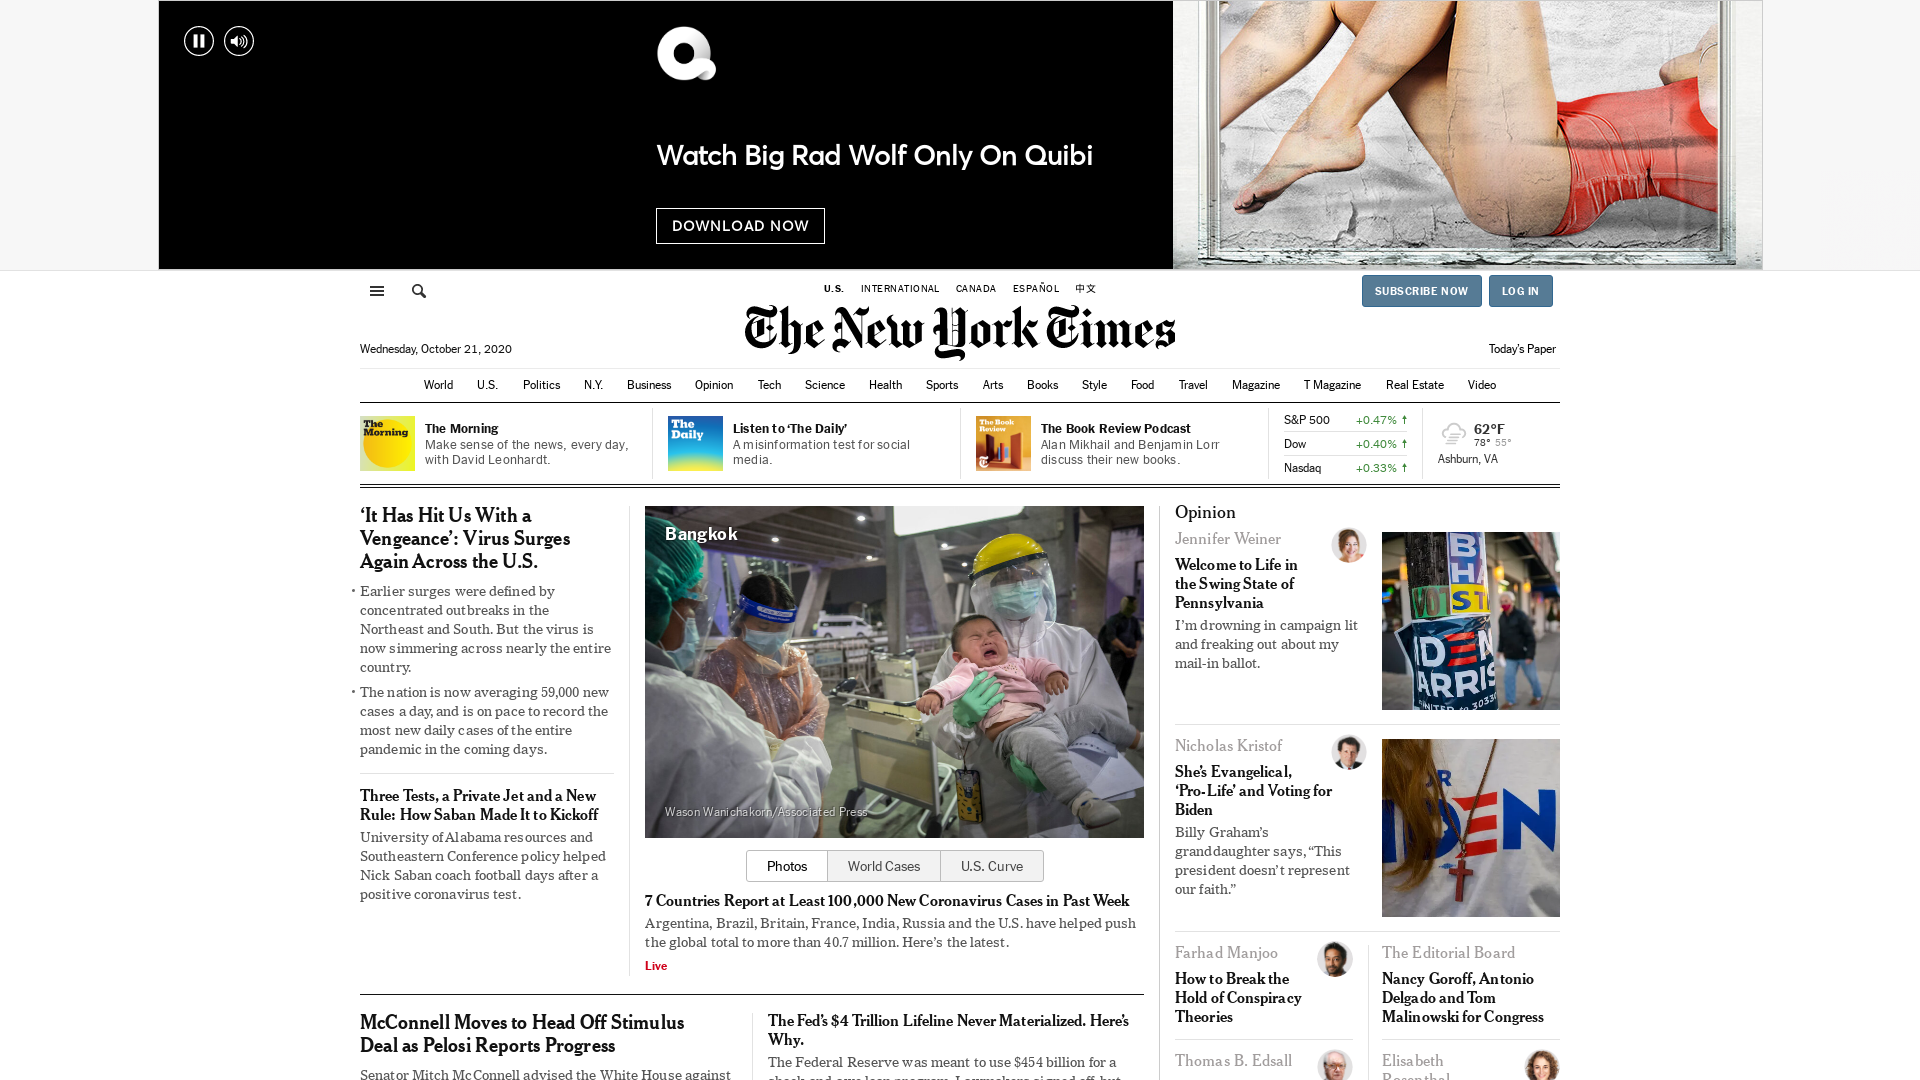 Watch Big Rad Wolf Only On Quibi
DOWNLOAD NOW
U.S. INTERNATIONAL CANADA ESPAÑOL 中文
SUBSCRIBE NOW LOG IN
The New York Times
Wednesday, October 21, 2020
Today's Paper
World U.S. Politics N.Y. Business Opinion Tech Science Health Sports Arts Books Style Food Travel Magazine T Magazine Real Estate Video
The Morning
The Morning
Make sense of the news, every day,
with David Leonhardt.
The Daily
Listen to ‘The Daily’
A misinformation test for social
media.
The Book Review
The Book Review Podcast
Alan Mikhail and Benjamin Lorr
discuss their new books.
S&P 500 +0.47% ↑
Dow +0.40% ↑
Nasdaq +0.33% ↑
62°F
78° 55°
Ashburn, VA
‘It Has Hit Us With a
Vengeance’: Virus Surges
Again Across the U.S.
• Earlier surges were defined by
concentrated outbreaks in the
Northeast and South. But the virus is
now simmering across nearly the entire
country.
• The nation is now averaging 59,000 new
cases a day, and is on pace to record the
most new daily cases of the entire
pandemic in the coming days.
Three Tests, a Private Jet and a New
Rule: How Saban Made It to Kickoff
University of Alabama resources and
Southeastern Conference policy helped
Nick Saban coach football days after a
positive coronavirus test.
Bangkok
Wason Wanichakorn/Associated Press
Photos World Cases U.S. Curve
7 Countries Report at Least 100,000 New Coronavirus Cases in Past Week
Argentina, Brazil, Britain, France, India, Russia and the U.S. have helped push
the global total to more than 40.7 million. Here’s the latest.
Live
McConnell Moves to Head Off Stimulus
Deal as Pelosi Reports Progress
Senator Mitch McConnell advised the White House against
The Fed’s $4 Trillion Lifeline Never Materialized. Here’s
Why.
The Federal Reserve was meant to use $454 billion for a
Opinion
Jennifer Weiner
Welcome to Life in
the Swing State of
Pennsylvania
I’m drowning in campaign lit
and freaking out about my
mail-in ballot.
Nicholas Kristof
She’s Evangelical,
‘Pro-Life’ and Voting for
Biden
Billy Graham’s
granddaughter says, “This
president doesn’t represent
our faith.”
Farhad Manjoo
How to Break the
Hold of Conspiracy
Theories
The Editorial Board
Nancy Goroff, Antonio
Delgado and Tom
Malinowski for Congress
Thomas B. Edsall
Elisabeth
Rosenthal